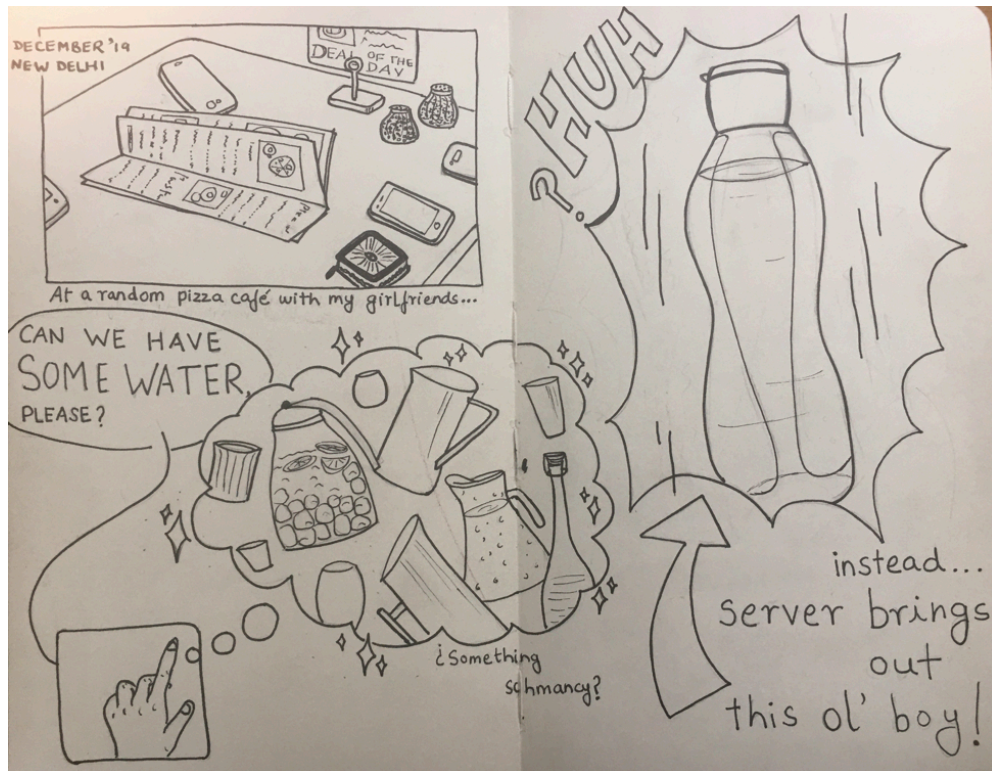 DECEMBER '19
NEW DELHI
DEAL OF THE
DAY
At a random pizza café with my girlfriends...
CAN WE HAVE
SOME WATER,
PLEASE?
¿Something
schmancy?
HUH
?
instead...
server brings
out
this ol' boy!